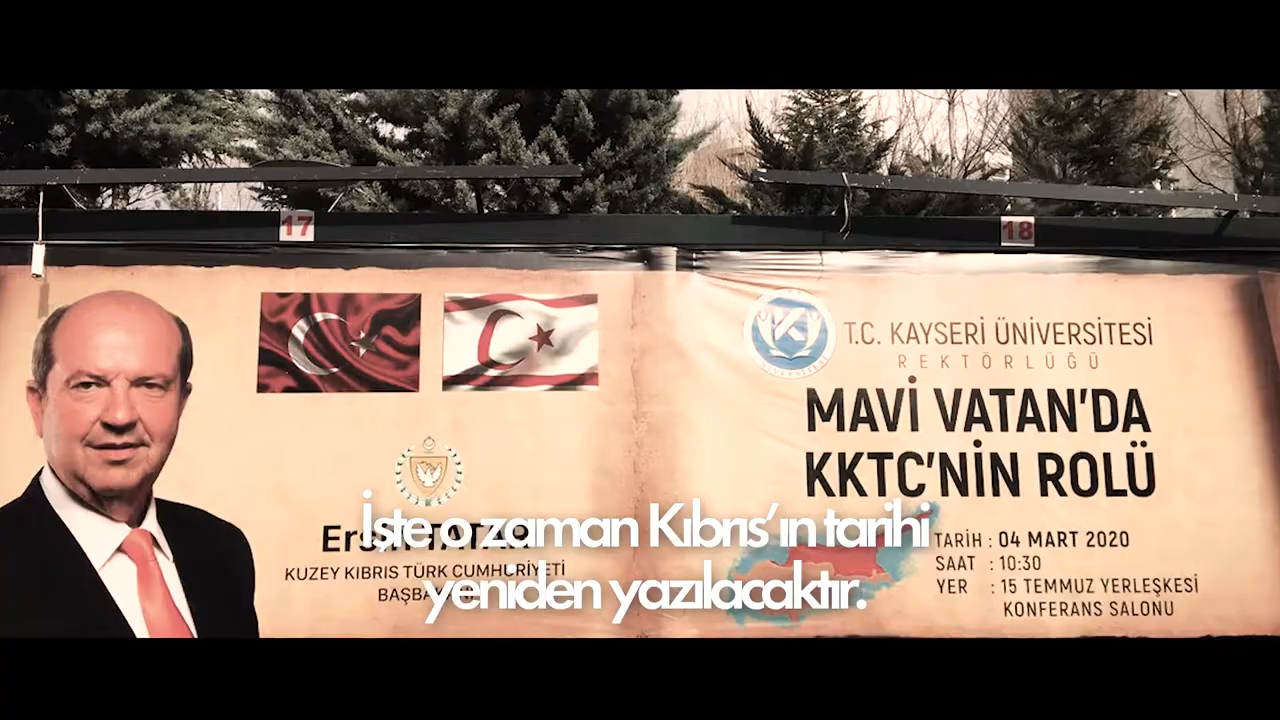 17
18
T.C. KAYSERİ ÜNİVERSİTESİ
REKTÖRLÜĞÜ
MAVİ VATAN'DA
KKTC'NİN ROLÜ
Ersin TATAR
KUZEY KIBRIS TÜRK CUMHURİYETİ
TARİH : 04 MART 2020
SAAT : 10:30
YER : 15 TEMMUZ YERLEŞKESİ
KONFERANS SALONU
İşte o zaman Kıbrıs'ın tarihi
yeniden yazılacaktır.